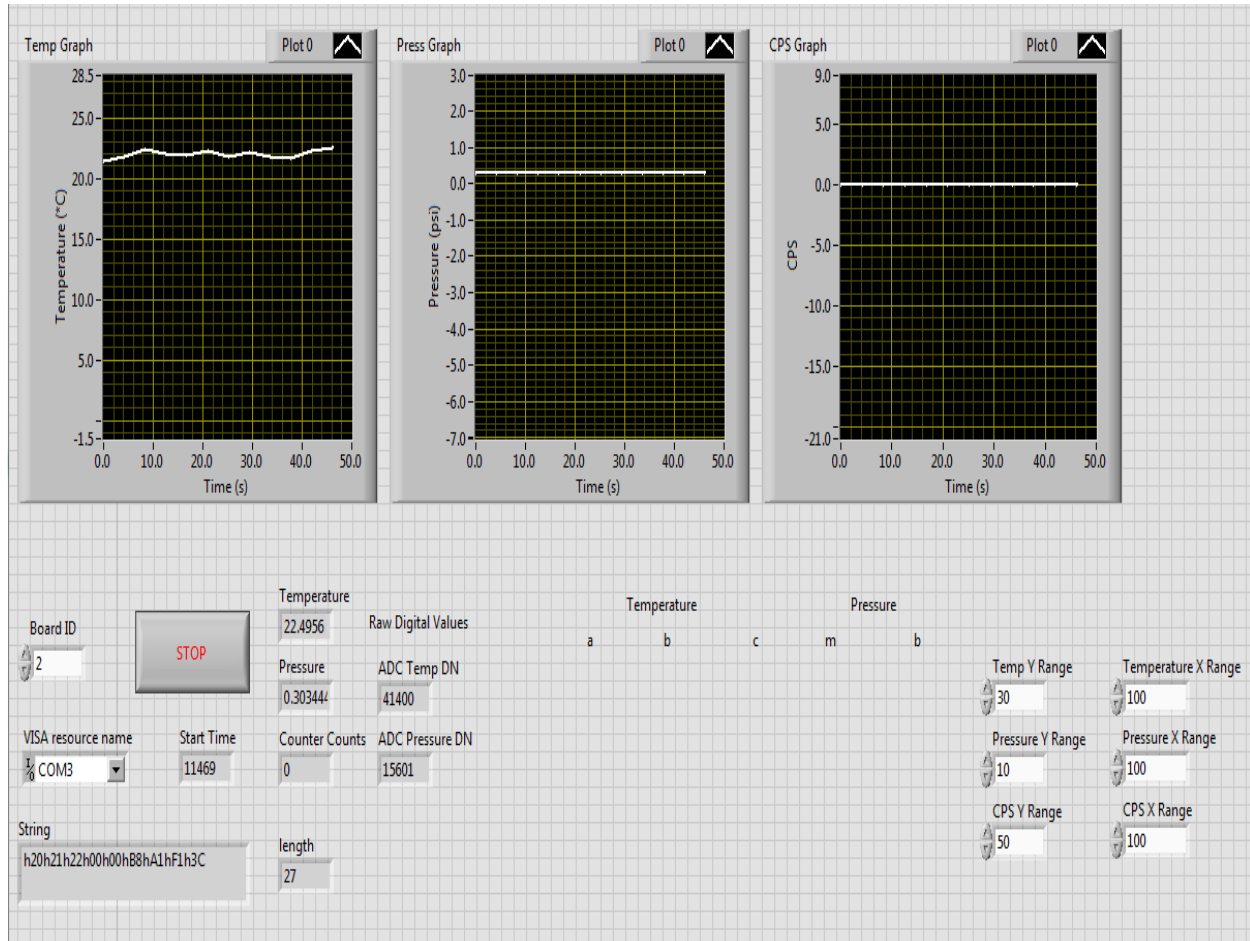 Temp Graph
Plot 0
28.5
25.0
20.0
15.0
10.0
5.0
-1.5
Temperature (*C)
0.0 10.0 20.0 30.0 40.0 50.0
Time (s)
Press Graph
Plot 0
3.0
2.0
1.0
0.0
-1.0
-2.0
-3.0
-4.0
-5.0
-6.0
-7.0
Pressure (psi)
0.0 10.0 20.0 30.0 40.0 50.0
Time (s)
CPS Graph
Plot 0
9.0
5.0
0.0
-5.0
-10.0
-15.0
-21.0
CPS
0.0 10.0 20.0 30.0 40.0 50.0
Time (s)
Board ID
2
STOP
VISA resource name
I/0 COM3
Start Time
11469
String
h20h21h22h00h00hB8hA1hF1h3C
Temperature
22.4956
Pressure
0.303444
Counter Counts
0
length
27
Raw Digital Values
ADC Temp DN
41400
ADC Pressure DN
15601
Temperature Pressure
a b c m b
Temp Y Range
30
Temperature X Range
100
Pressure Y Range
10
Pressure X Range
100
CPS Y Range
50
CPS X Range
100